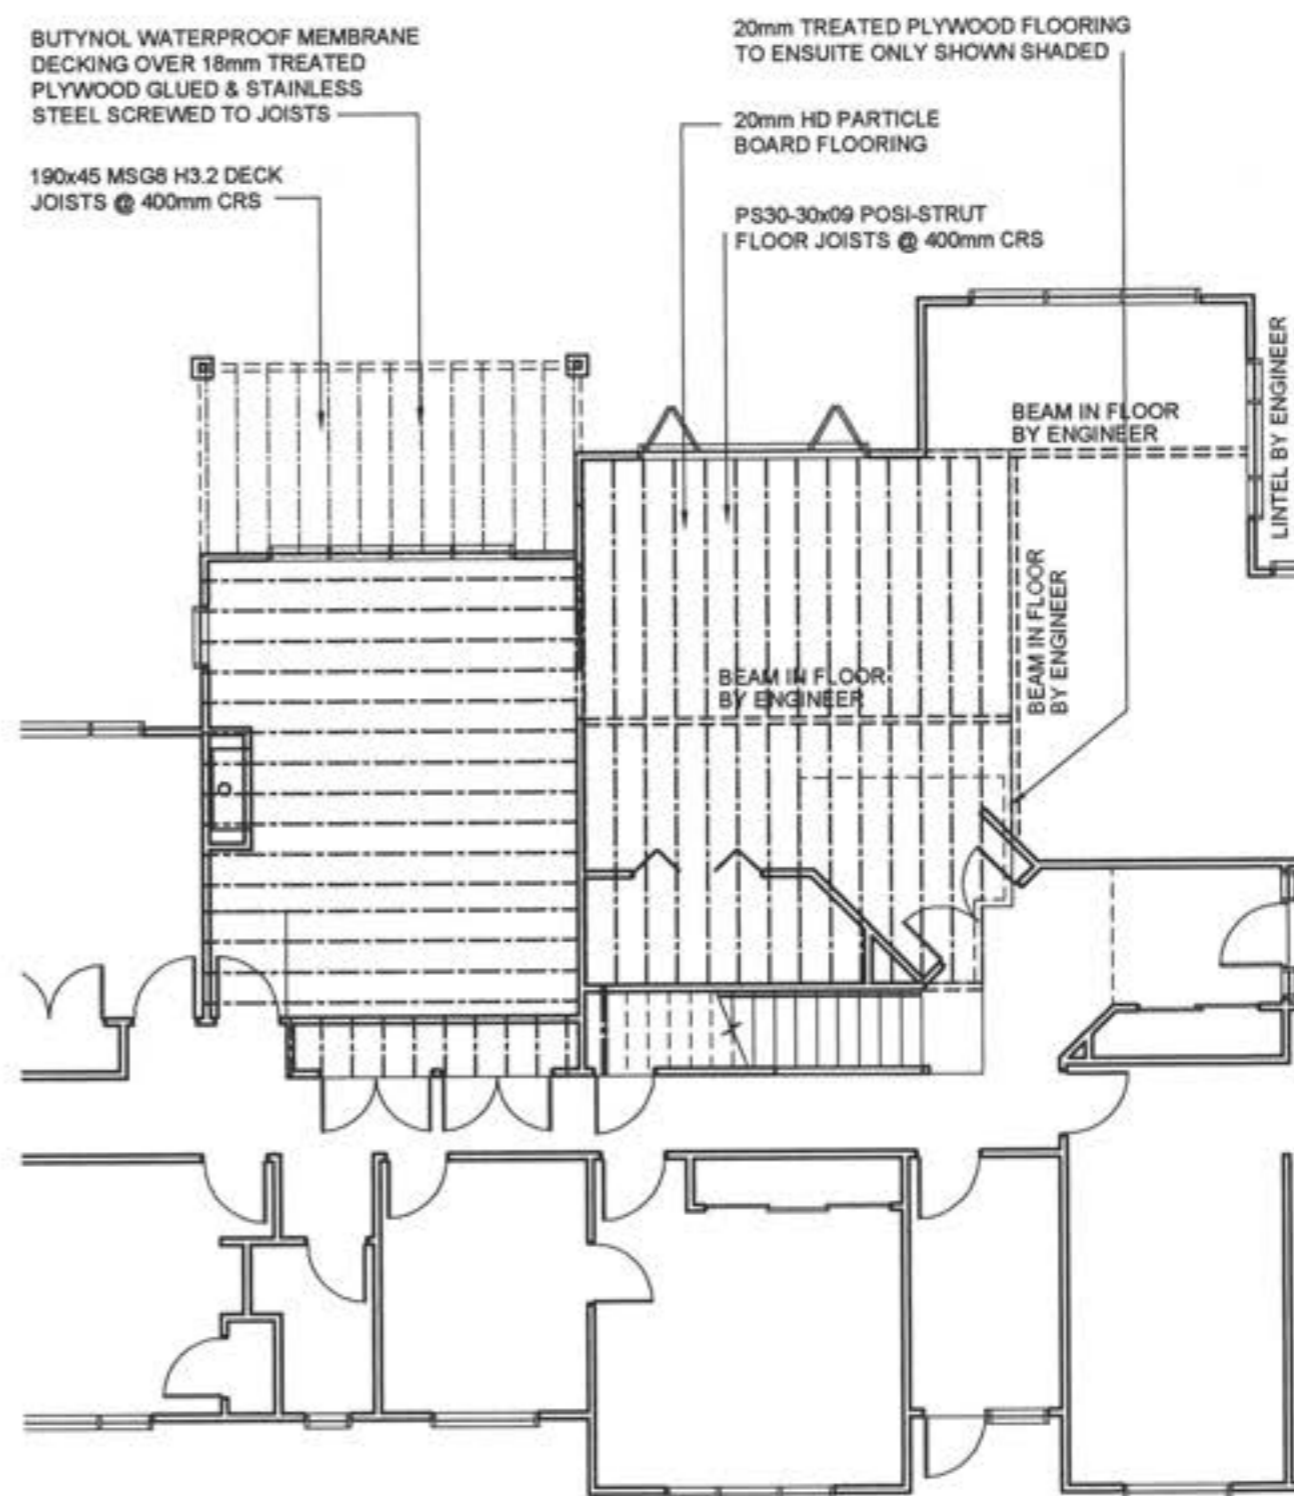 BUTYNOL WATERPROOF MEMBRANE
DECKING OVER 18mm TREATED
PLYWOOD GLUED & STAINLESS
STEEL SCREWED TO JOISTS
190x45 MSG8 H3.2 DECK
JOISTS @ 400mm CRS
20mm TREATED PLYWOOD FLOORING
TO ENSUITE ONLY SHOWN SHADED
20mm HD PARTICLE
BOARD FLOORING
PS30-30x09 POSI-STRUT
FLOOR JOISTS @ 400mm CRS
BEAM IN FLOOR
BY ENGINEER
LINTEL BY ENGINEER
BEAM IN FLOOR
BY ENGINEER
BEAM IN FLOOR
BY ENGINEER